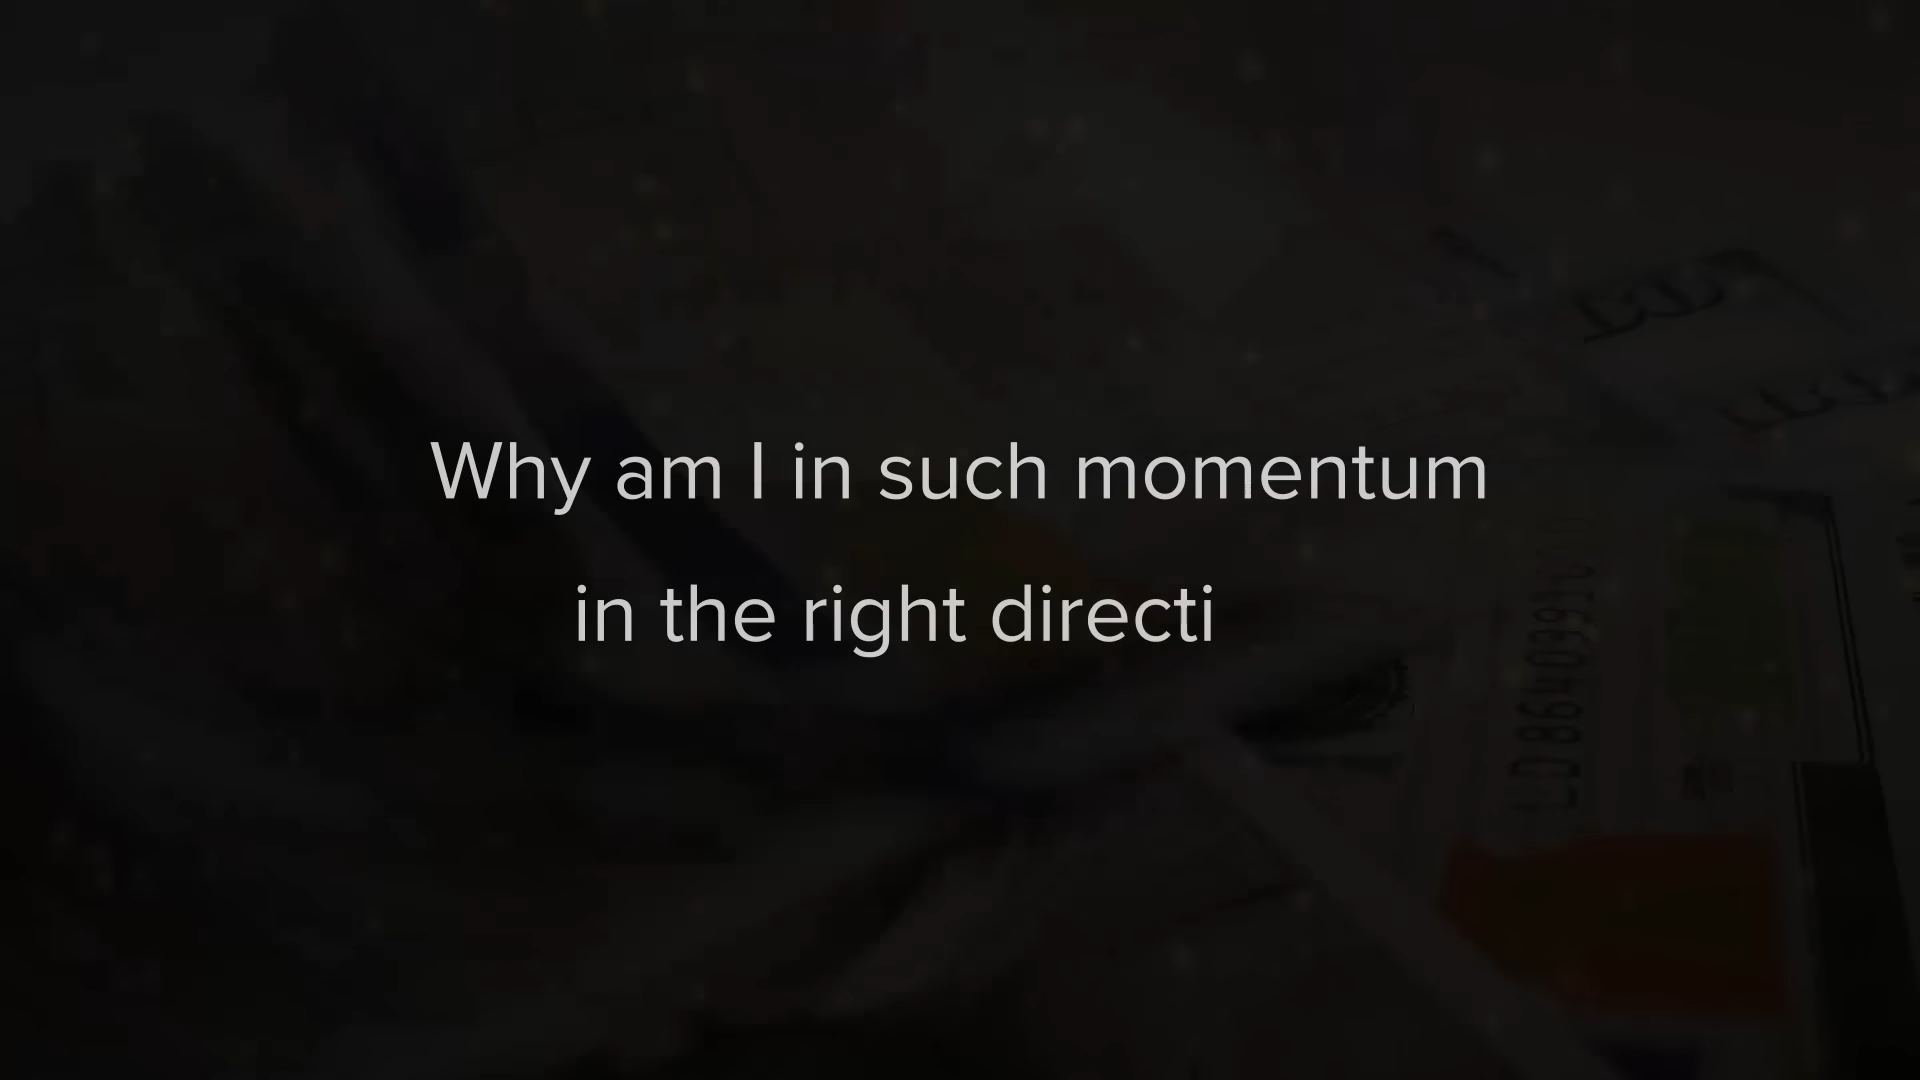 Why am I in such momentum
in the right directi